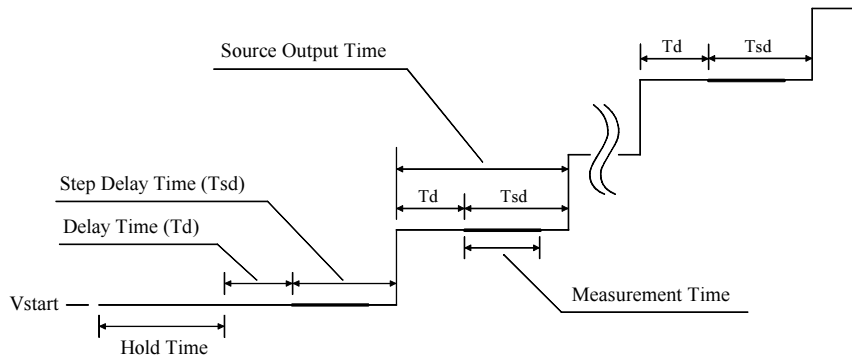 Td Tsd
Source Output Time
Step Delay Time (Tsd)
Td Tsd
Delay Time (Td)
Vstart
Measurement Time
Hold Time